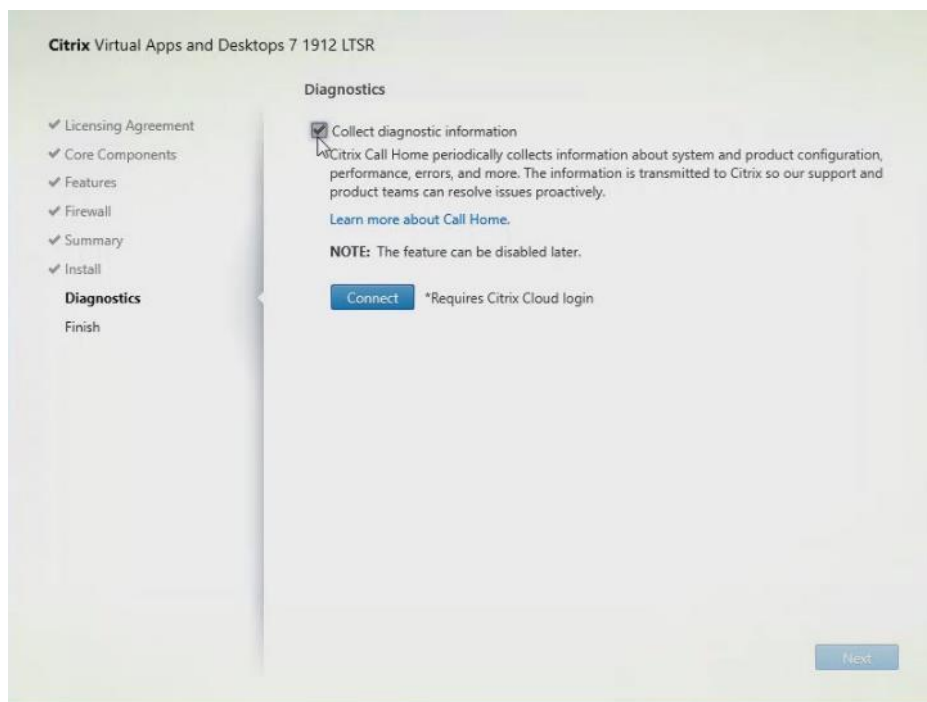 Citrix Virtual Apps and Desktops 7 1912 LTSR
Licensing Agreement
Core Components
Features
Firewall
Summary
Install
Diagnostics
Finish
Diagnostics
Collect diagnostic information
Citrix Call Home periodically collects information about system and product configuration,
performance, errors, and more. The information is transmitted to Citrix so our support and
product teams can resolve issues proactively.
Learn more about Call Home.
NOTE: The feature can be disabled later.
Connect *Requires Citrix Cloud login
Next